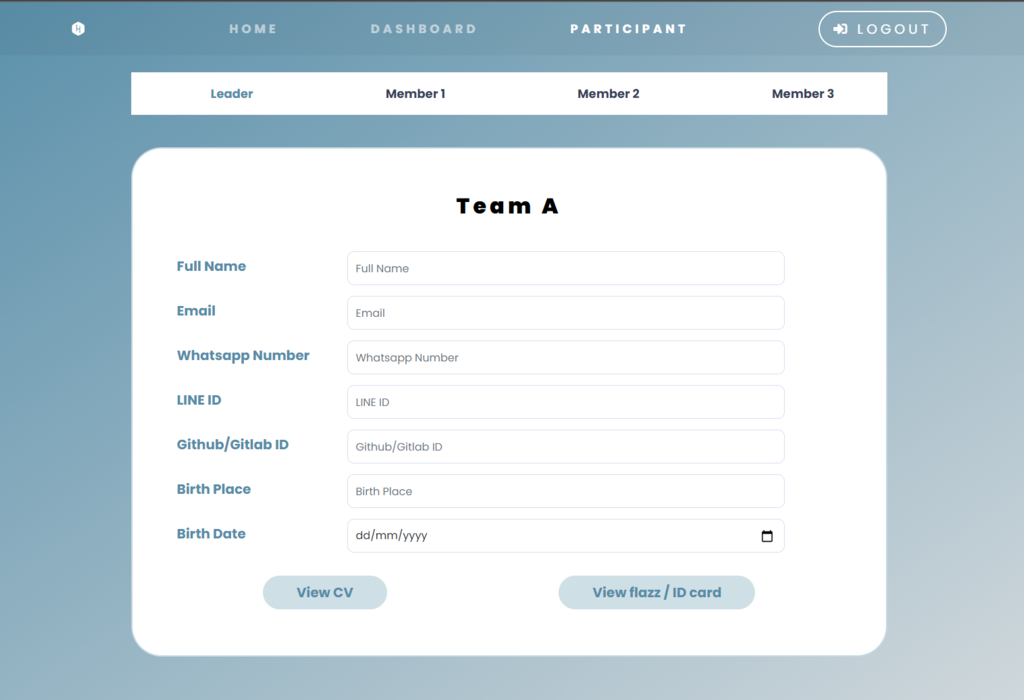 HOME DASHBOARD PARTICIPANT LOGOUT
Leader Member 1 Member 2 Member 3
Team A
Full Name Full Name
Email Email
Whatsapp Number Whatsapp Number
LINE ID LINE ID
Github/Gitlab ID Github/Gitlab ID
Birth Place Birth Place
Birth Date dd/mm/yyyy
View CV View flazz / ID card